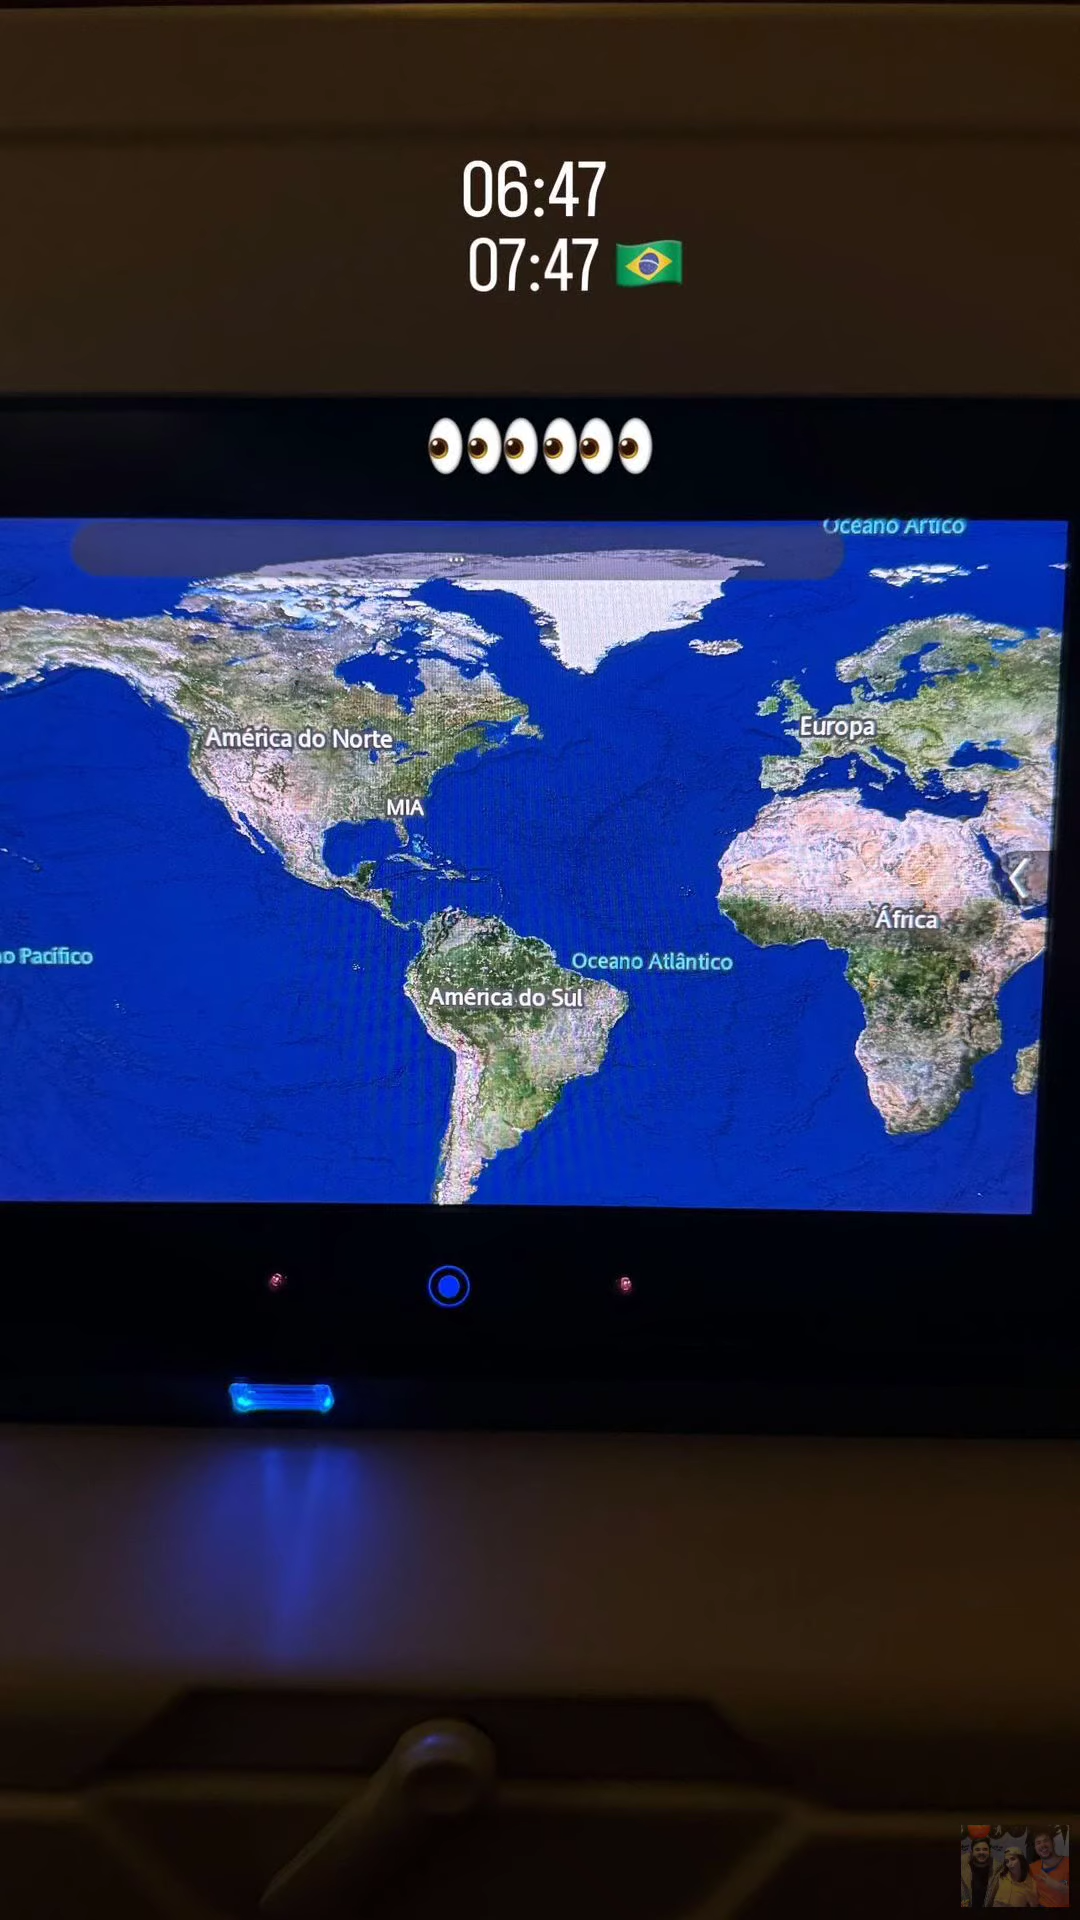 06:47
07:47
Oceano Ártico
América do Norte
Europa
MIA
África
Pacífico
Oceano Atlântico
América do Sul